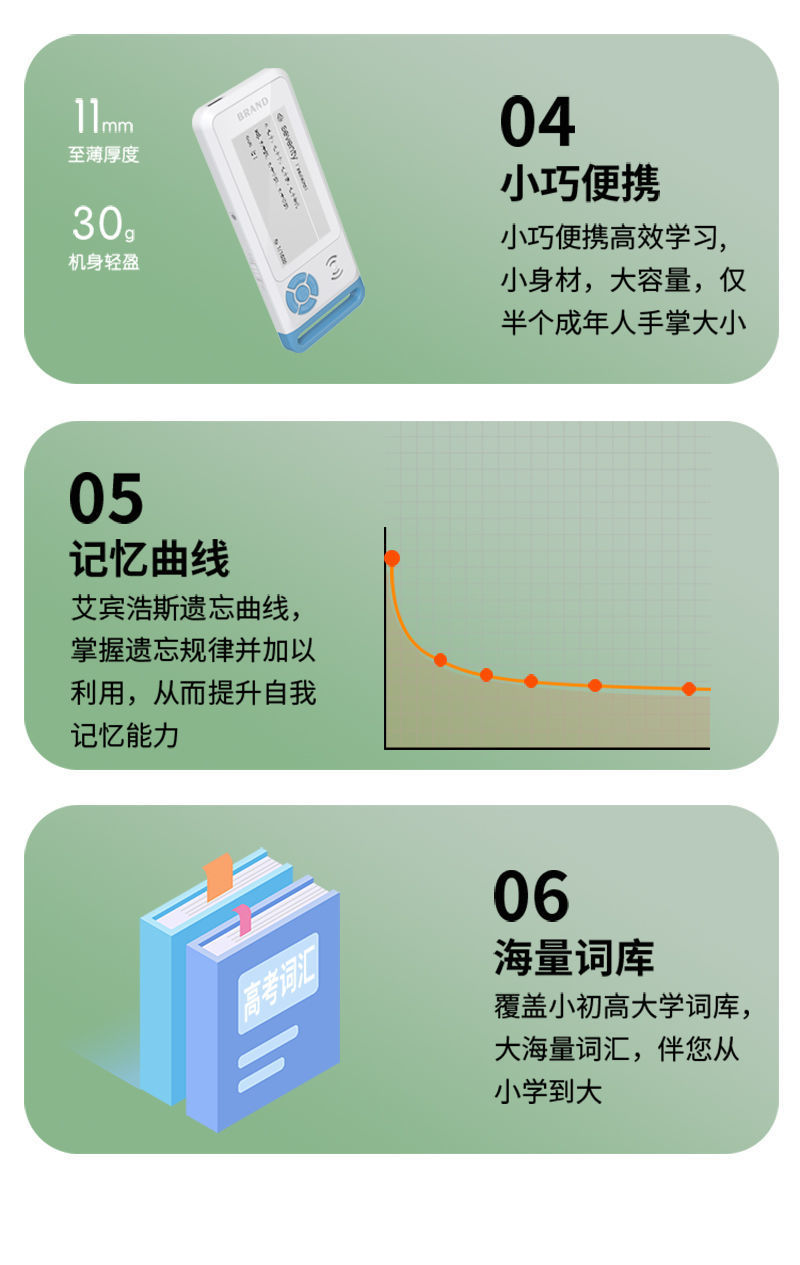 11mm
至薄厚度
30g
机身轻盈
BRAND
seventy
04
小巧便携
小巧便携高效学习,
小身材，大容量，仅
半个成年人手掌大小
05
记忆曲线
艾宾浩斯遗忘曲线，
掌握遗忘规律并加以
利用，从而提升自我
记忆能力
高考词汇
06
海量词库
覆盖小初高大学词库，
大海量词汇，伴您从
小学到大